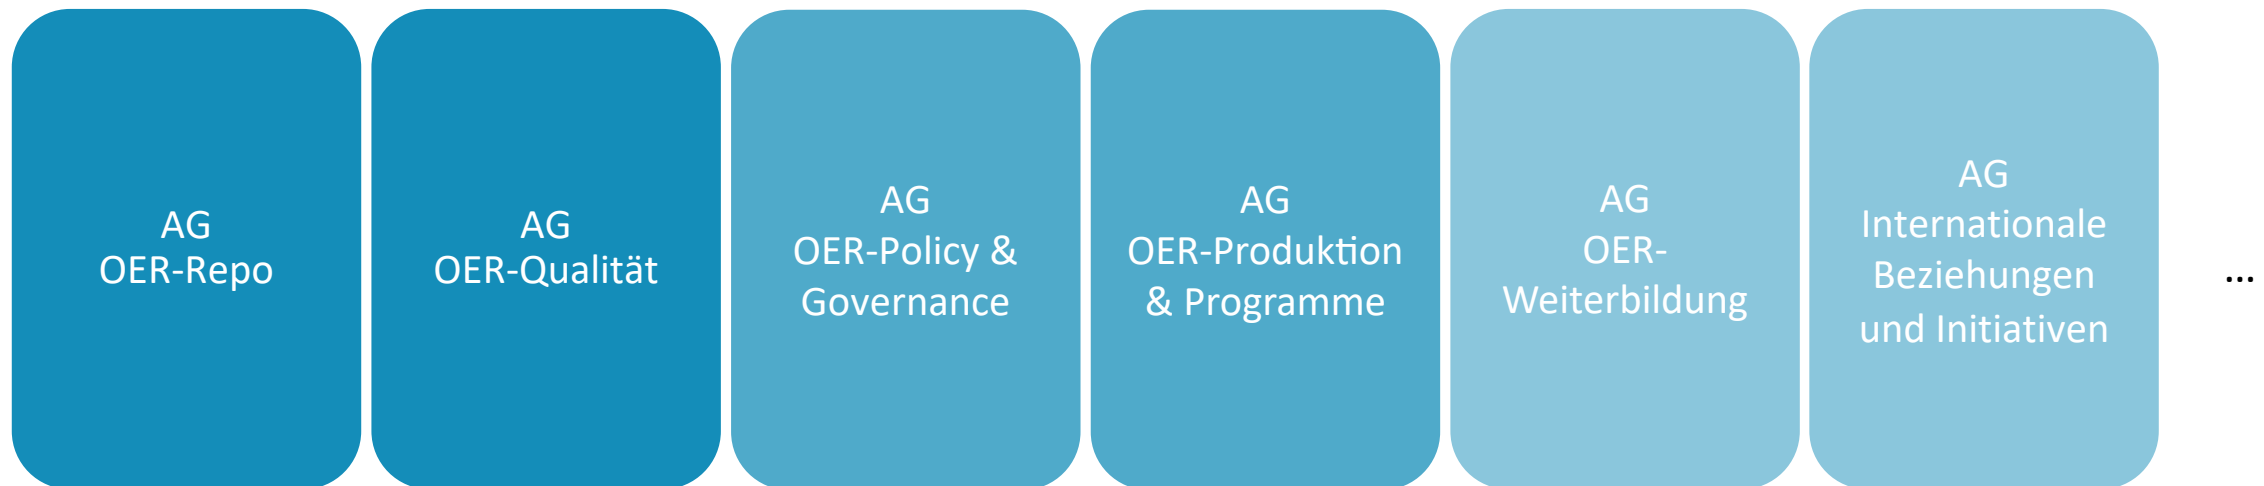 AG
OER-Repo
AG
OER-Qualität
AG
OER-Policy &
Governance
AG
OER-Produktion
& Programme
AG
OER-
Weiterbildung
AG
Internationale
Beziehungen
und Initiativen
...